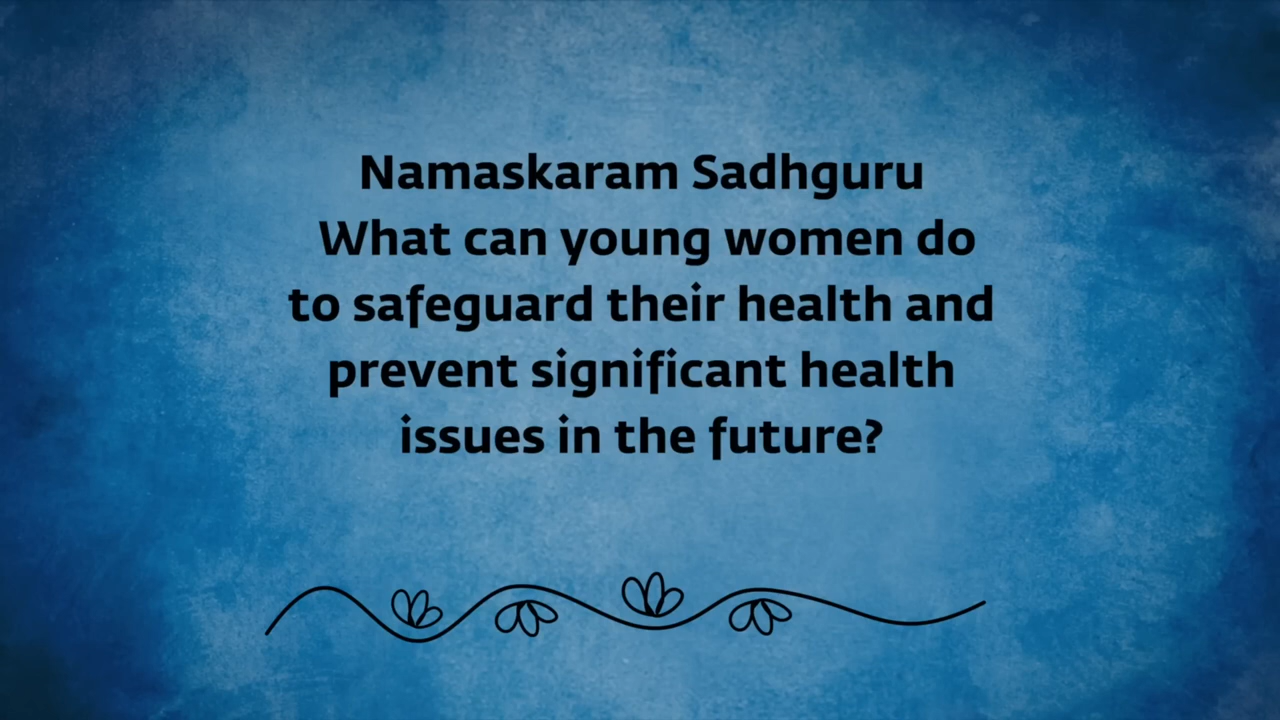 Namaskaram Sadhguru
What can young women do
to safeguard their health and
prevent significant health
issues in the future?